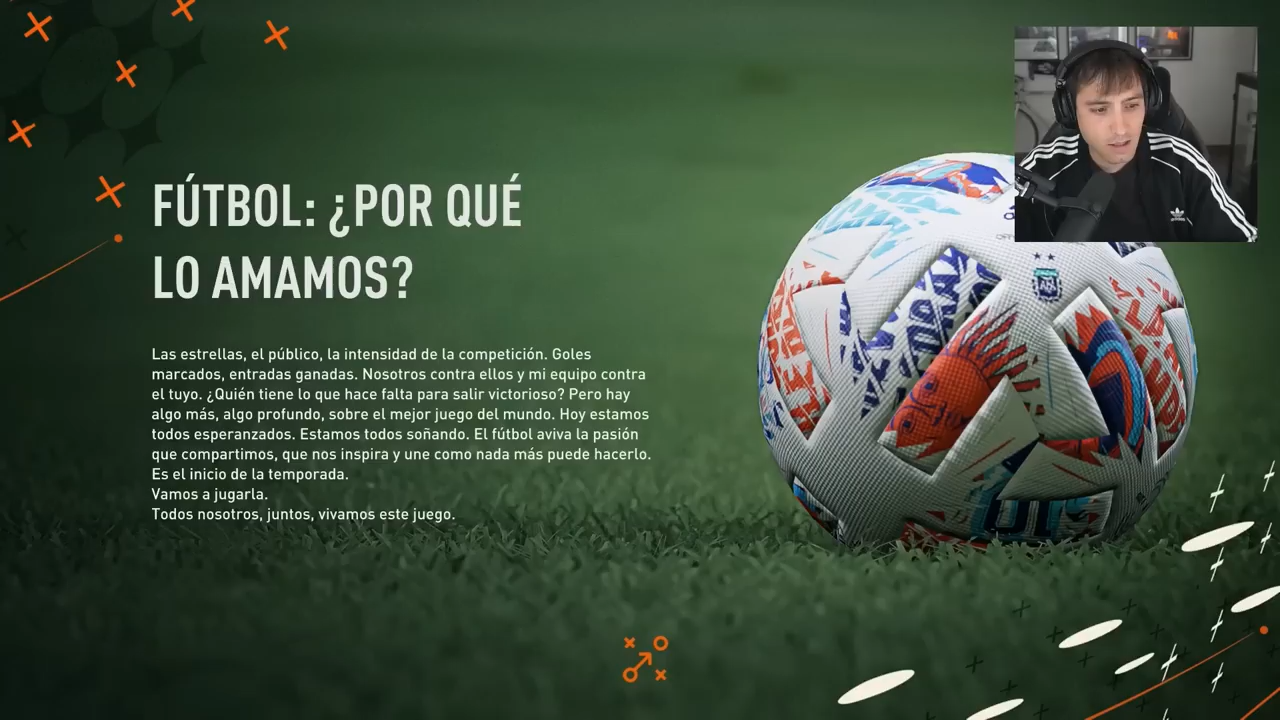 FÚTBOL: ¿POR QUÉ
LO AMAMOS?
Las estrellas, el público, la intensidad de la competición. Goles
marcados, entradas ganadas. Nosotros contra ellos y mi equipo contra
el tuyo. ¿Quién tiene lo que hace falta para salir victorioso? Pero hay
algo más, algo profundo, sobre el mejor juego del mundo. Hoy estamos
todos esperanzados. Estamos todos soñando. El fútbol aviva la pasión
que compartimos, que nos inspira y une como nada más puede hacerlo.
Es el inicio de la temporada.
Vamos a jugarla.
Todos nosotros, juntos, vivamos este juego.